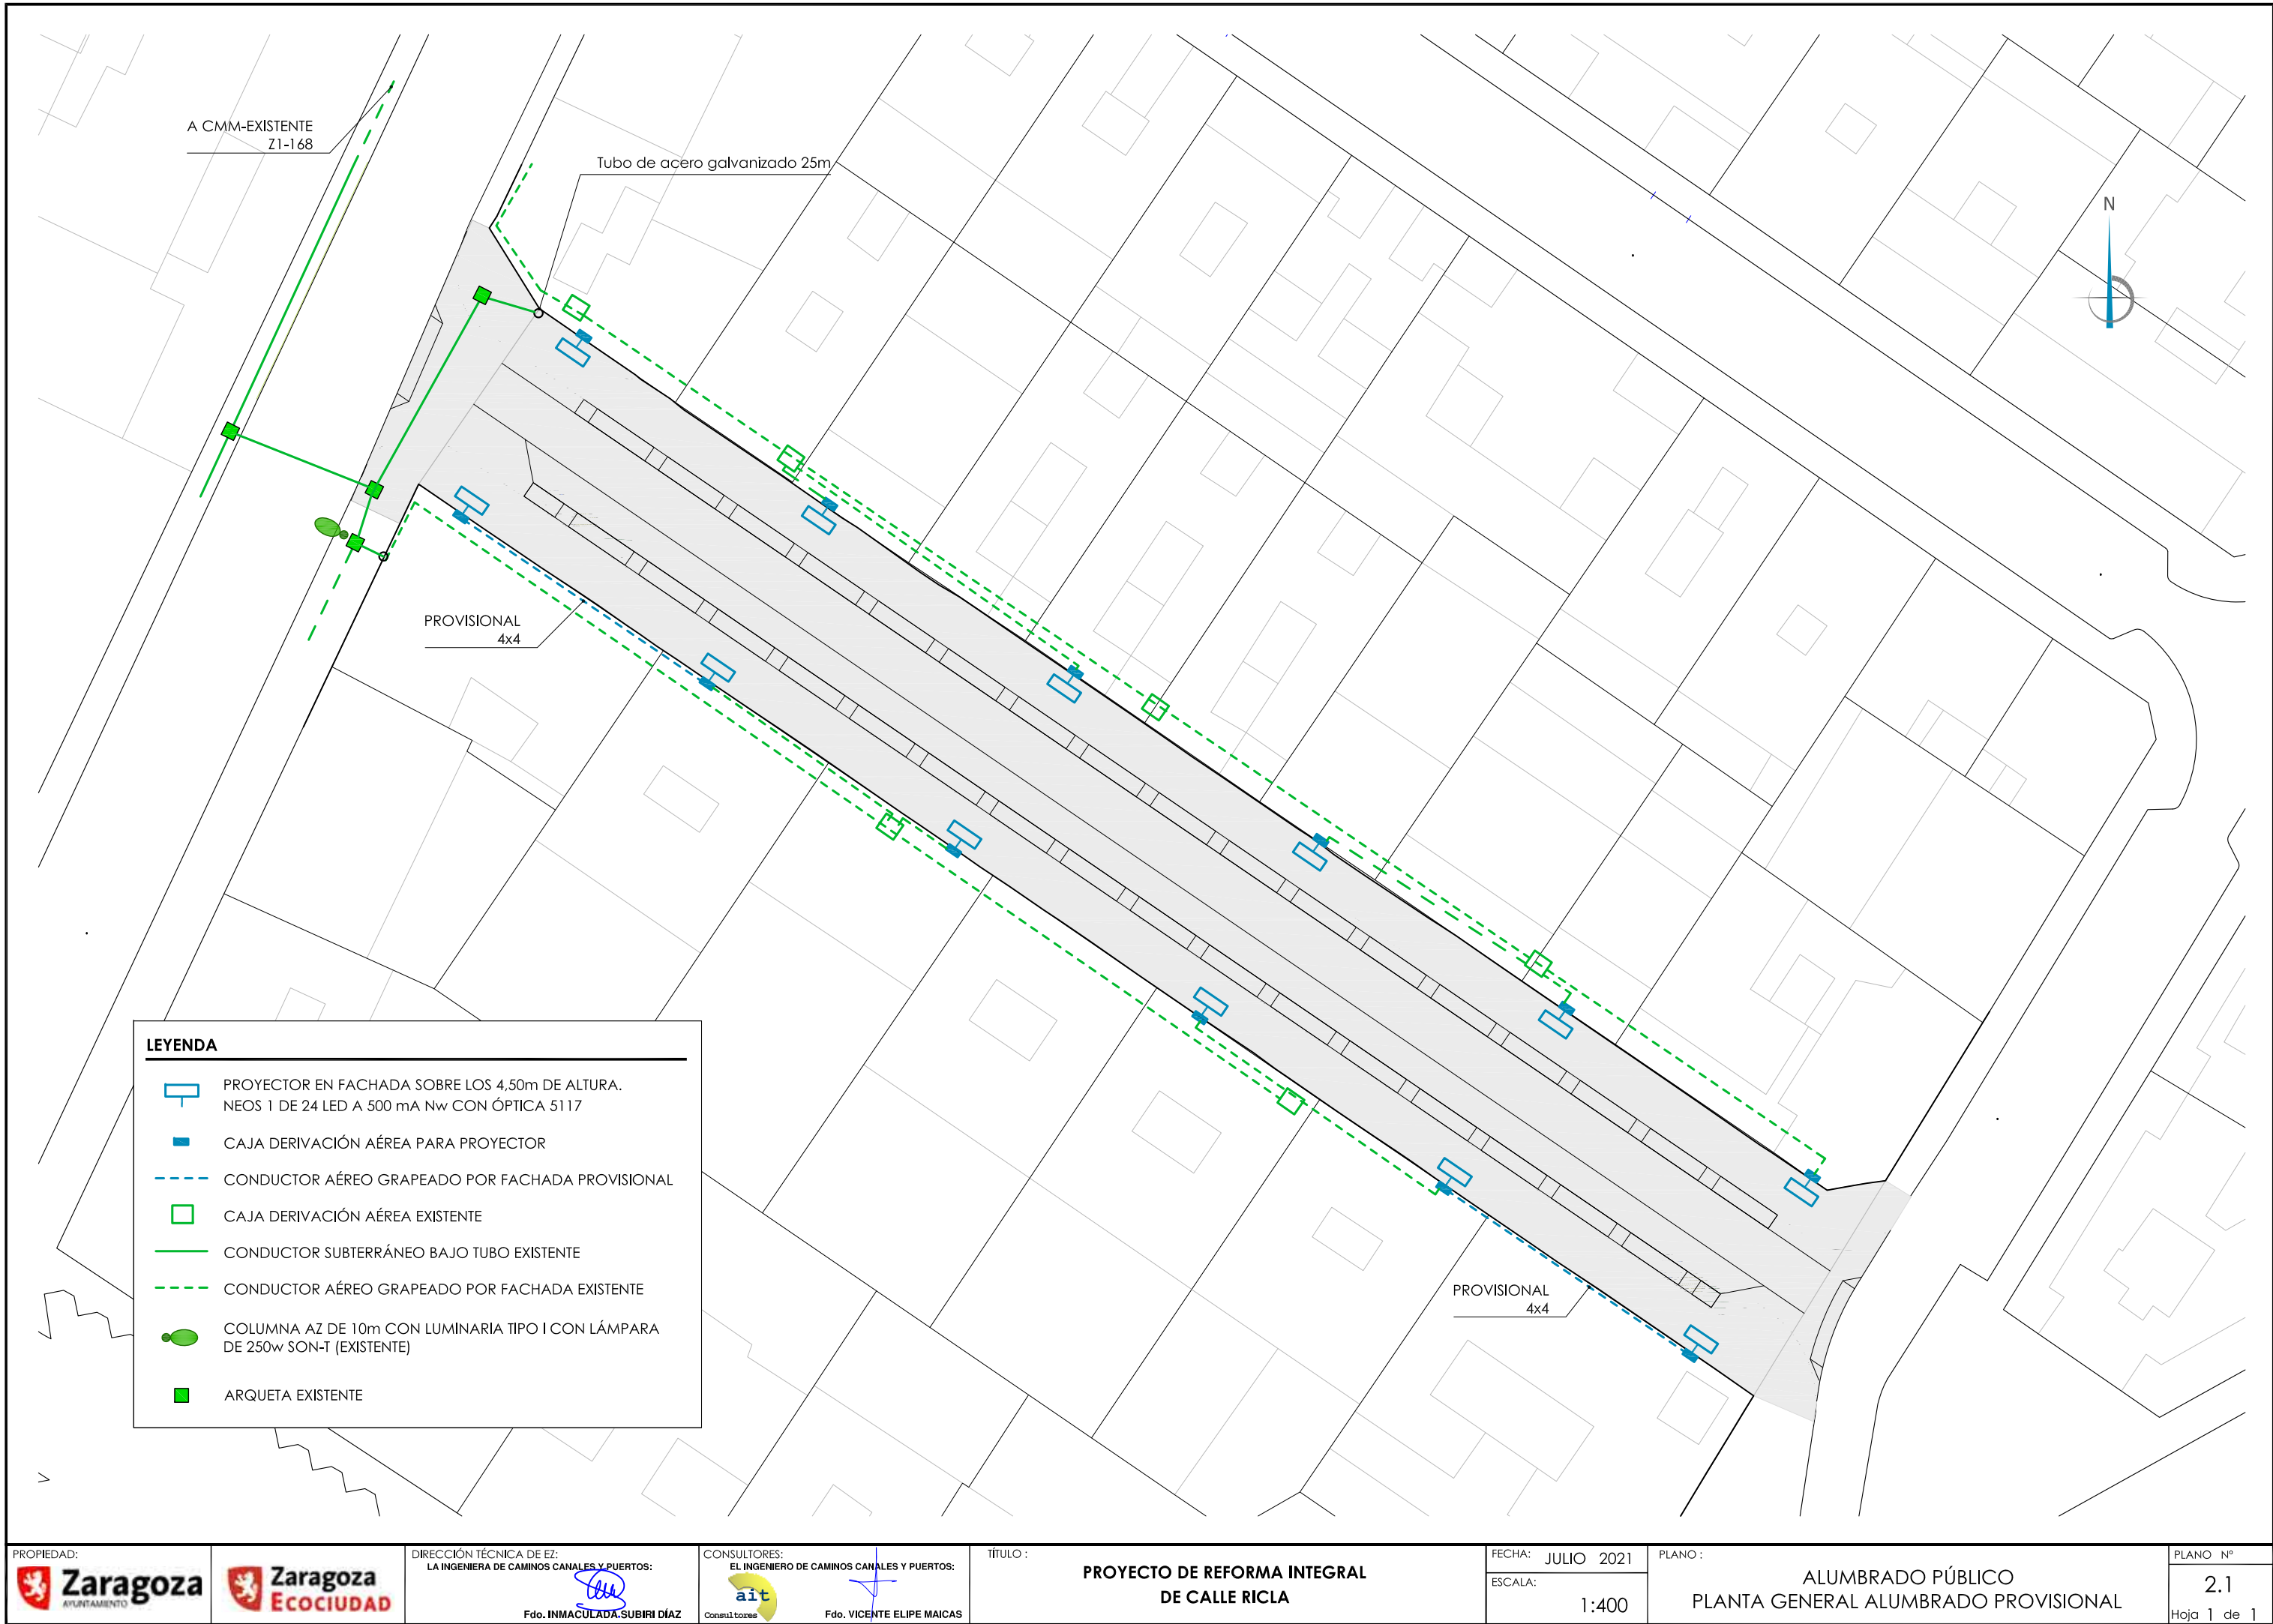 A CMM-EXISTENTE
Z1-168
Tubo de acero galvanizado 25m
N
PROVISIONAL
4x4
PROVISIONAL
4x4
LEYENDA
PROYECTOR EN FACHADA SOBRE LOS 4,50m DE ALTURA.
NEOS 1 DE 24 LED A 500 mA Nw CON ÓPTICA 5117
CAJA DERIVACIÓN AÉREA PARA PROYECTOR
CONDUCTOR AÉREO GRAPEADO POR FACHADA PROVISIONAL
CAJA DERIVACIÓN AÉREA EXISTENTE
CONDUCTOR SUBTERRÁNEO BAJO TUBO EXISTENTE
CONDUCTOR AÉREO GRAPEADO POR FACHADA EXISTENTE
COLUMNA AZ DE 10m CON LUMINARIA TIPO I CON LÁMPARA
DE 250w SON-T (EXISTENTE)
ARQUETA EXISTENTE
PROPIEDAD:
Zaragoza
AYUNTAMIENTO
Zaragoza
ECOCIUDAD
DIRECCIÓN TÉCNICA DE EZ:
LA INGENIERA DE CAMINOS CANALES Y PUERTOS:
Fdo. INMACULADA SUBIRI DÍAZ
CONSULTORES:
EL INGENIERO DE CAMINOS CANALES Y PUERTOS:
ait
Consultores
Fdo. VICENTE ELIPE MAICAS
TÍTULO :
PROYECTO DE REFORMA INTEGRAL
DE CALLE RICLA
FECHA: JULIO 2021
ESCALA:
1:400
PLANO :
ALUMBRADO PÚBLICO
PLANTA GENERAL ALUMBRADO PROVISIONAL
PLANO Nº
2.1
Hoja 1 de 1